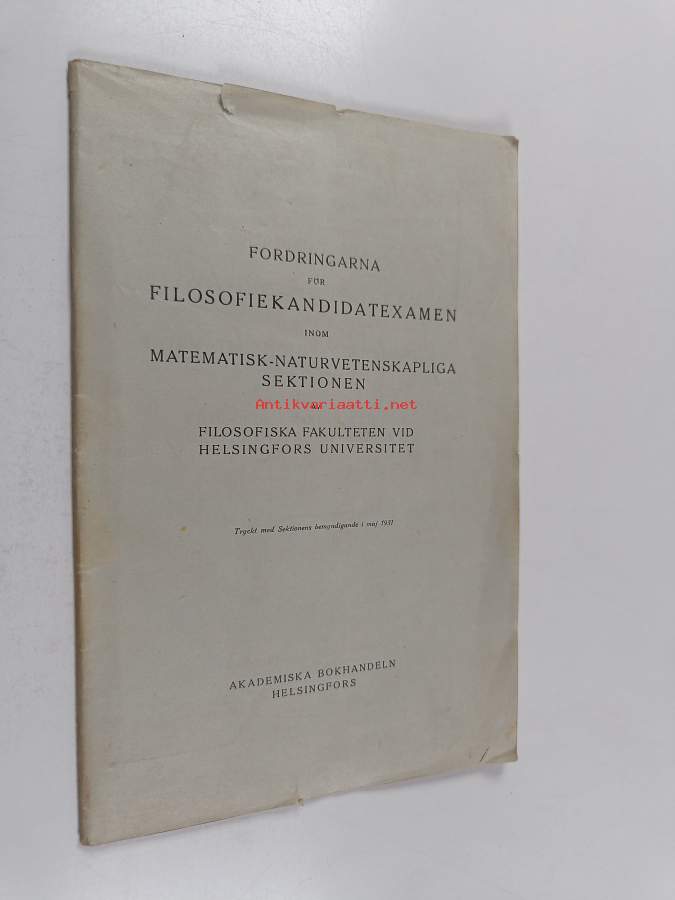 FORDRINGARNA
FÖR
FILOSOFIEKANDIDATEXAMEN
INOM
MATEMATISK-NATURVETENSKAPLIGA
SEKTIONEN
Antikvariaatti.net
FILOSOFISKA FAKULTETEN VID
HELSINGFORS UNIVERSITET
Tryckt med Sektionens bemyndigande i maj 1931
AKADEMISKA BOKHANDELN
HELSINGFORS